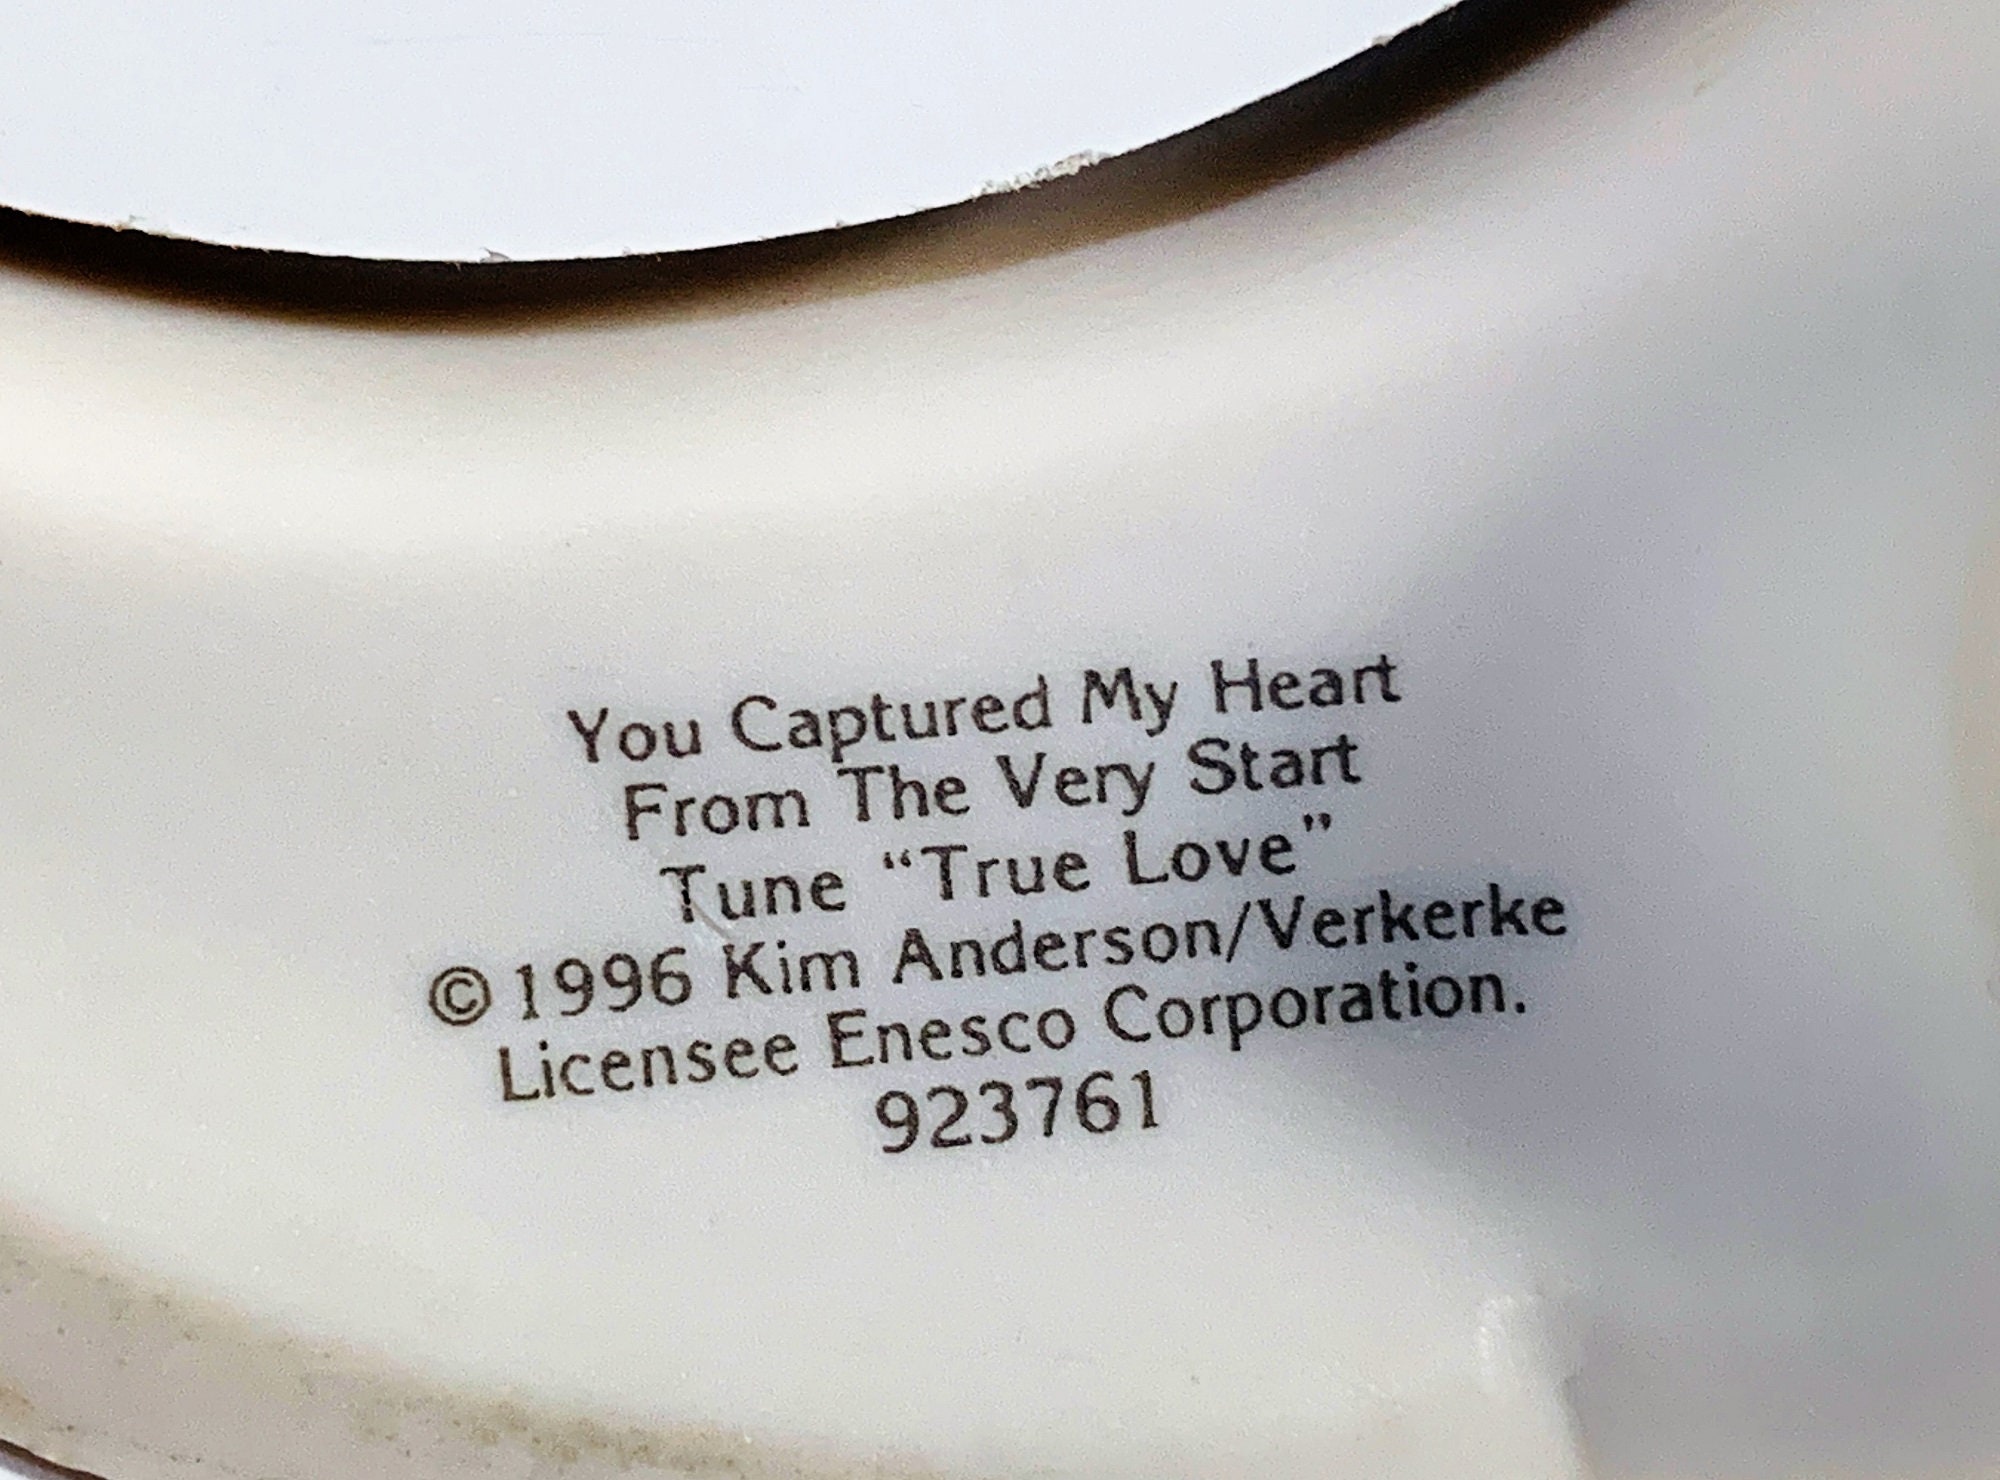 You Captured My Heart
From The Very Start
Tune “True Love”
©1996 Kim Anderson/Verkerke
Licensee Enesco Corporation.
923761